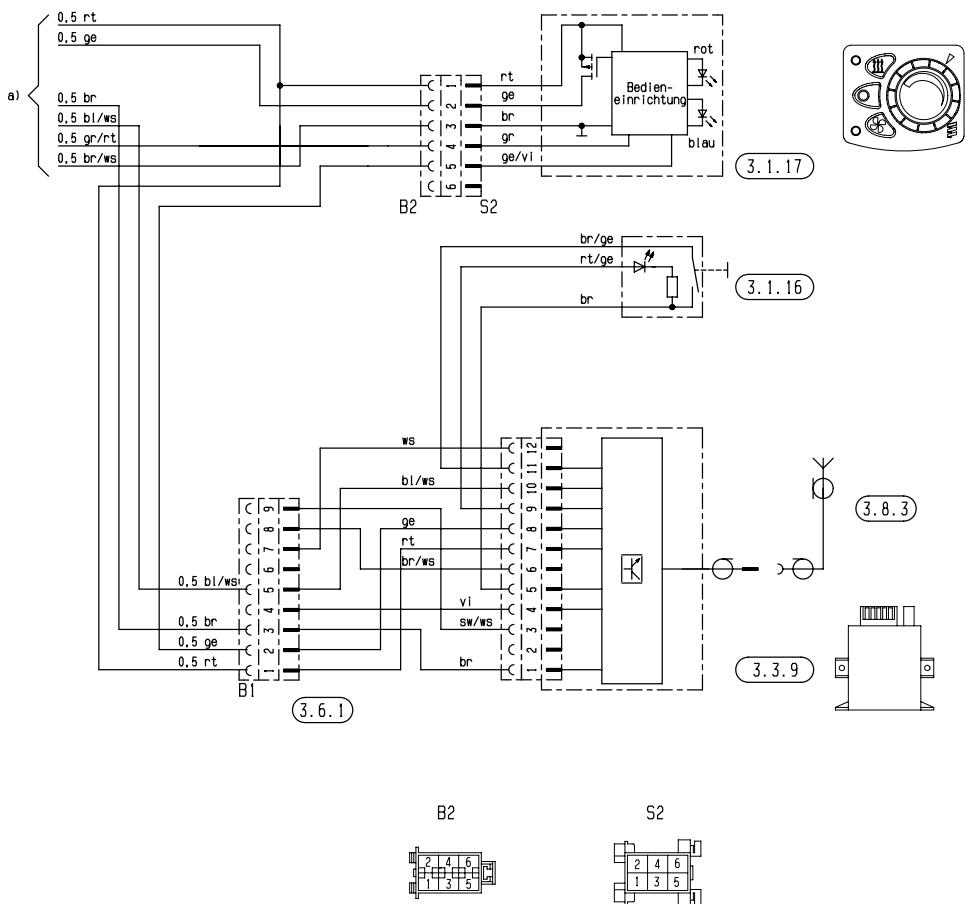 0,5 rt
0,5 ge
a)
0,5 br
0,5 bl/ws
0,5 gr/rt
0,5 br/ws
rt
ge
br
gr
ge/vi
1
2
3
4
5
6
B2
S2
Bedien-
einrichtung
rot
blau
3.1.17
br/ge
rt/ge
br
3.1.16
ws
bl/ws
ge
rt
br/ws
vi
sw/ws
br
12
11
10
9
8
7
6
5
4
3
2
1
3.8.3
3.3.9
9
8
7
6
5
4
3
2
1
0,5 bl/ws
0,5 br
0,5 ge
0,5 rt
B1
3.6.1
B2
S2
2 4 6
1 3 5
2 4 6
1 3 5